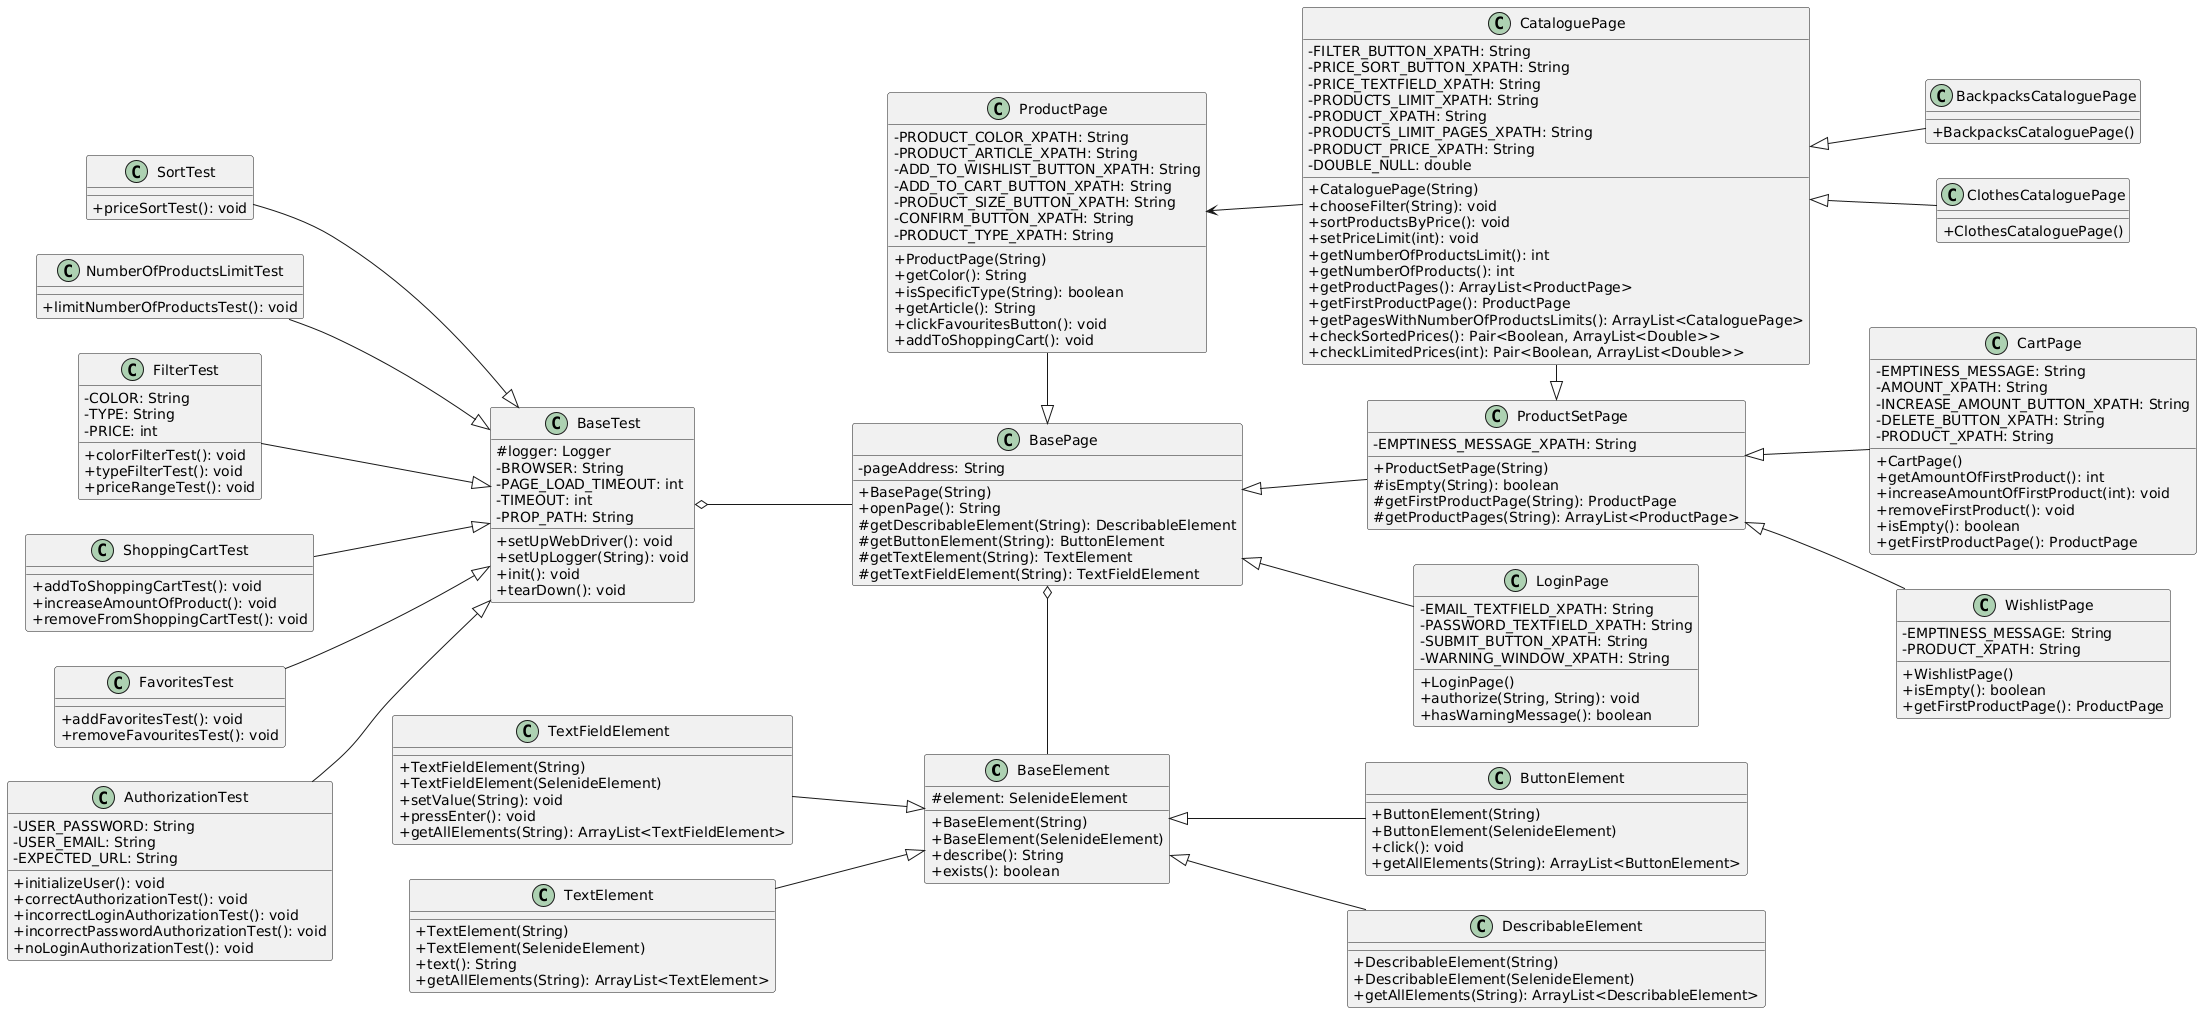 C SortTest
+priceSortTest(): void
C NumberOfProductsLimitTest
+limitNumberOfProductsTest(): void
C FilterTest
-COLOR: String
-TYPE: String
-PRICE: int
+colorFilterTest(): void
+typeFilterTest(): void
+priceRangeTest(): void
C ShoppingCartTest
+addToShoppingCartTest(): void
+increaseAmountOfProduct(): void
+removeFromShoppingCartTest(): void
C FavoritesTest
+addFavoritesTest(): void
+removeFavouritesTest(): void
C AuthorizationTest
-USER_PASSWORD: String
-USER_EMAIL: String
-EXPECTED_URL: String
+initializeUser(): void
+correctAuthorizationTest(): void
+incorrectLoginAuthorizationTest(): void
+incorrectPasswordAuthorizationTest(): void
+noLoginAuthorizationTest(): void
C BaseTest
#logger: Logger
-BROWSER: String
-PAGE_LOAD_TIMEOUT: int
-TIMEOUT: int
-PROP_PATH: String
+setUpWebDriver(): void
+setUpLogger(String): void
+init(): void
+tearDown(): void
C TextFieldElement
+TextFieldElement(String)
+TextFieldElement(SelenideElement)
+setValue(String): void
+pressEnter(): void
+getAllElements(String): ArrayList<TextFieldElement>
C TextElement
+TextElement(String)
+TextElement(SelenideElement)
+text(): String
+getAllElements(String): ArrayList<TextElement>
C ProductPage
-PRODUCT_COLOR_XPATH: String
-PRODUCT_ARTICLE_XPATH: String
-ADD_TO_WISHLIST_BUTTON_XPATH: String
-ADD_TO_CART_BUTTON_XPATH: String
-PRODUCT_SIZE_BUTTON_XPATH: String
-CONFIRM_BUTTON_XPATH: String
-PRODUCT_TYPE_XPATH: String
+ProductPage(String)
+getColor(): String
+isSpecificType(String): boolean
+getArticle(): String
+clickFavouritesButton(): void
+addToShoppingCart(): void
C BasePage
-pageAddress: String
+BasePage(String)
+openPage(): String
#getDescribableElement(String): DescribableElement
#getButtonElement(String): ButtonElement
#getTextElement(String): TextElement
#getTextFieldElement(String): TextFieldElement
C BaseElement
#element: SelenideElement
+BaseElement(String)
+BaseElement(SelenideElement)
+describe(): String
+exists(): boolean
C CataloguePage
-FILTER_BUTTON_XPATH: String
-PRICE_SORT_BUTTON_XPATH: String
-PRICE_TEXTFIELD_XPATH: String
-PRODUCTS_LIMIT_XPATH: String
-PRODUCT_XPATH: String
-PRODUCTS_LIMIT_PAGES_XPATH: String
-PRODUCT_PRICE_XPATH: String
-DOUBLE_NULL: double
+CataloguePage(String)
+chooseFilter(String): void
+sortProductsByPrice(): void
+setPriceLimit(int): void
+getNumberOfProductsLimit(): int
+getNumberOfProducts(): int
+getProductPages(): ArrayList<ProductPage>
+getFirstProductPage(): ProductPage
+getPagesWithNumberOfProductsLimits(): ArrayList<CataloguePage>
+checkSortedPrices(): Pair<Boolean, ArrayList<Double>>
+checkLimitedPrices(int): Pair<Boolean, ArrayList<Double>>
C ProductSetPage
-EMPTINESS_MESSAGE_XPATH: String
+ProductSetPage(String)
#isEmpty(String): boolean
#getFirstProductPage(String): ProductPage
#getProductPages(String): ArrayList<ProductPage>
C LoginPage
-EMAIL_TEXTFIELD_XPATH: String
-PASSWORD_TEXTFIELD_XPATH: String
-SUBMIT_BUTTON_XPATH: String
-WARNING_WINDOW_XPATH: String
+LoginPage()
+authorize(String, String): void
+hasWarningMessage(): boolean
C ButtonElement
+ButtonElement(String)
+ButtonElement(SelenideElement)
+click(): void
+getAllElements(String): ArrayList<ButtonElement>
C DescribableElement
+DescribableElement(String)
+DescribableElement(SelenideElement)
+getAllElements(String): ArrayList<DescribableElement>
C BackpacksCataloguePage
+BackpacksCataloguePage()
C ClothesCataloguePage
+ClothesCataloguePage()
C CartPage
-EMPTINESS_MESSAGE: String
-AMOUNT_XPATH: String
-INCREASE_AMOUNT_BUTTON_XPATH: String
-DELETE_BUTTON_XPATH: String
-PRODUCT_XPATH: String
+CartPage()
+getAmountOfFirstProduct(): int
+increaseAmountOfFirstProduct(int): void
+removeFirstProduct(): void
+isEmpty(): boolean
+getFirstProductPage(): ProductPage
C WishlistPage
-EMPTINESS_MESSAGE: String
-PRODUCT_XPATH: String
+WishlistPage()
+isEmpty(): boolean
+getFirstProductPage(): ProductPage